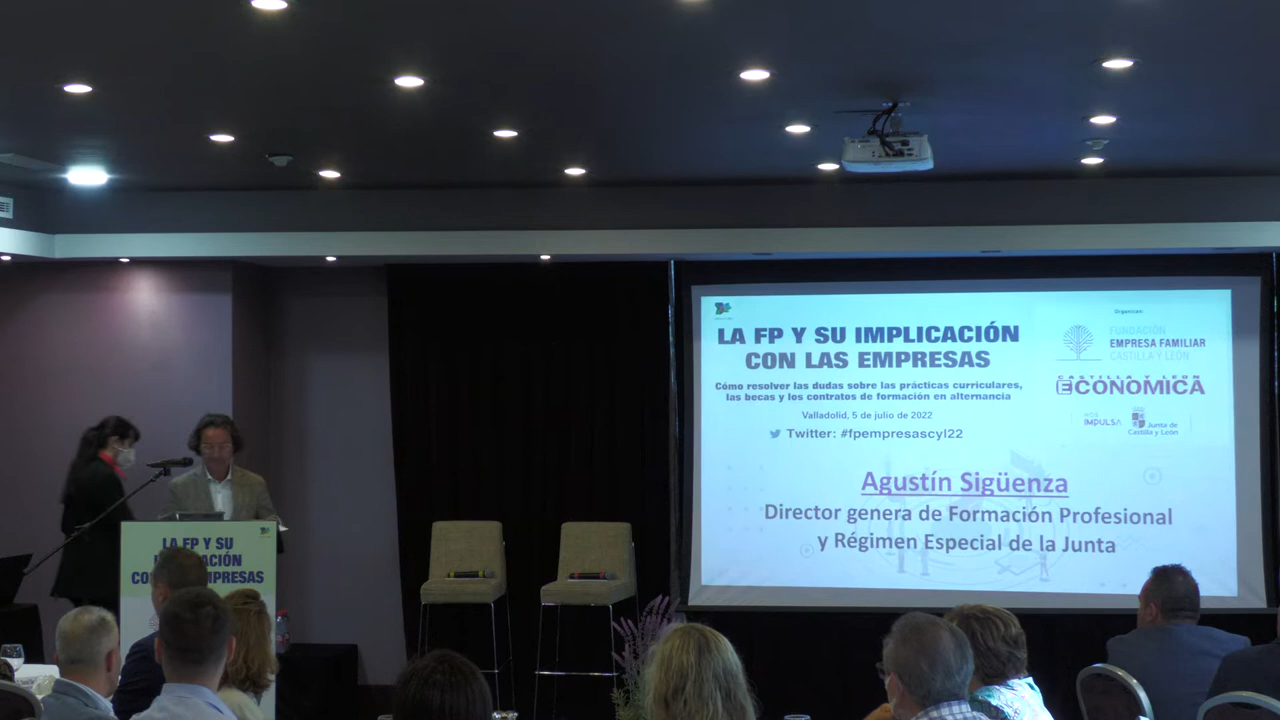 LA FP Y SU IMPLICACIÓN
CON LAS EMPRESAS
Cómo resolver las dudas sobre las prácticas curriculares,
las becas y los contratos de formación en alternancia
Valladolid, 5 de julio de 2022
Twitter: #fpempresascyl22
Organizan:
FUNDACIÓN
EMPRESA FAMILIAR
CASTILLA Y LEÓN
CASTILLA Y LEÓN
ECONÓMICA
NOS
IMPULSA
Junta de
Castilla y León
Agustín Sigüenza
Director genera de Formación Profesional
y Régimen Especial de la Junta
LA FP Y SU